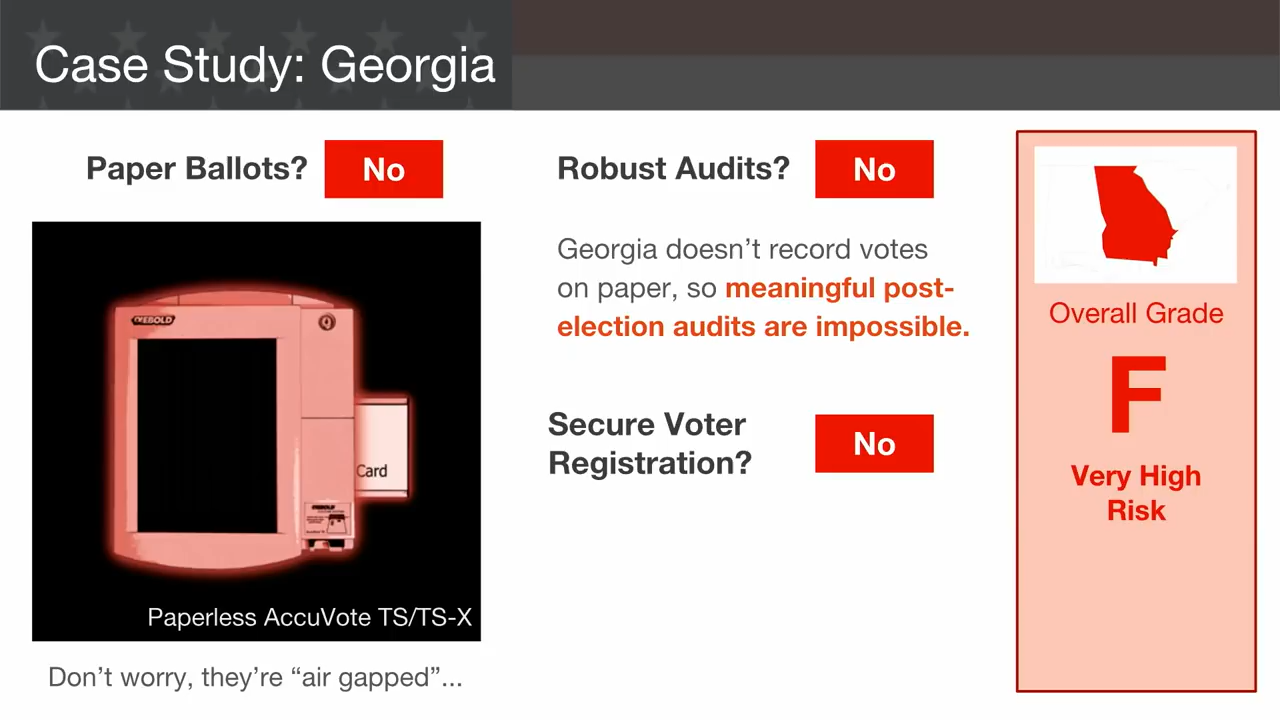 Case Study: Georgia
Paper Ballots?
No
DIEBOLD
Card
DIEBOLD
Paperless AccuVote TS/TS-X
Don’t worry, they’re “air gapped”...
Robust Audits?
No
Georgia doesn’t record votes
on paper, so meaningful post-
election audits are impossible.
Secure Voter
Registration?
No
Overall Grade
F
Very High
Risk